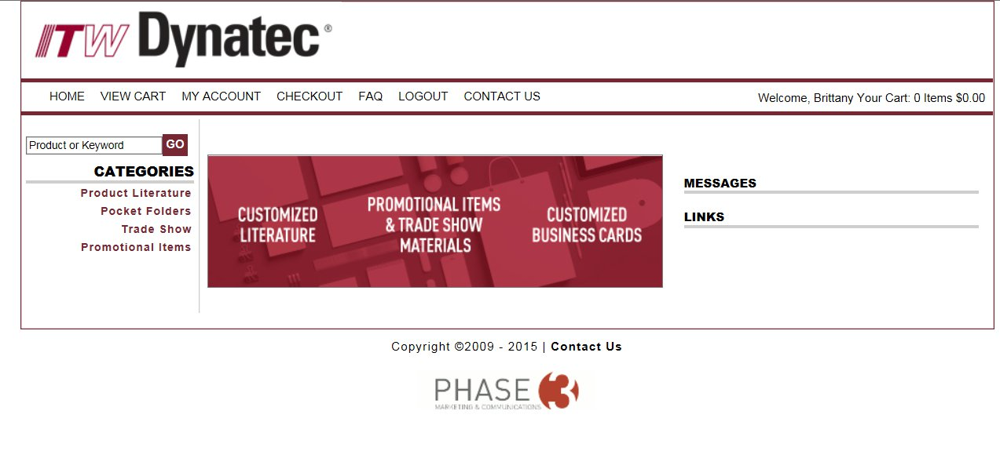 ITW Dynatec®
HOME VIEW CART MY ACCOUNT CHECKOUT FAQ LOGOUT CONTACT US
Welcome, Brittany Your Cart: 0 Items $0.00
Product or Keyword GO
CATEGORIES
Product Literature
Pocket Folders
Trade Show
Promotional Items
CUSTOMIZED
LITERATURE
PROMOTIONAL ITEMS
& TRADE SHOW
MATERIALS
CUSTOMIZED
BUSINESS CARDS
MESSAGES
LINKS
Copyright ©2009 - 2015 | Contact Us
PHASE 3
MARKETING & COMMUNICATIONS